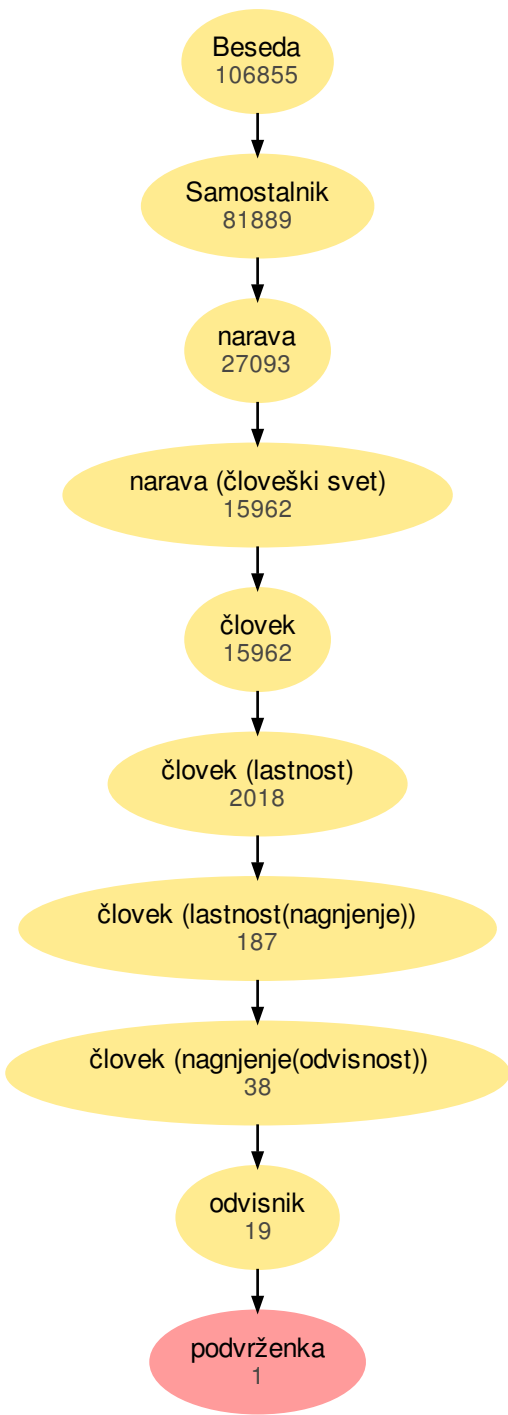 Beseda
106855
Samostalnik
81889
narava
27093
narava (človeški svet)
15962
človek
15962
človek (lastnost)
2018
človek (lastnost(nagnjenje))
187
človek (nagnjenje(odvisnost))
38
odvisnik
19
podvrženka
1